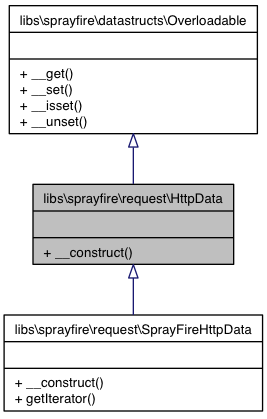 libs\sprayfire\datastructs\Overloadable
+ __get()
+ __set()
+ __isset()
+ __unset()
libs\sprayfire\request\HttpData
+ __construct()
libs\sprayfire\request\SprayFireHttpData
+ __construct()
+ getIterator()